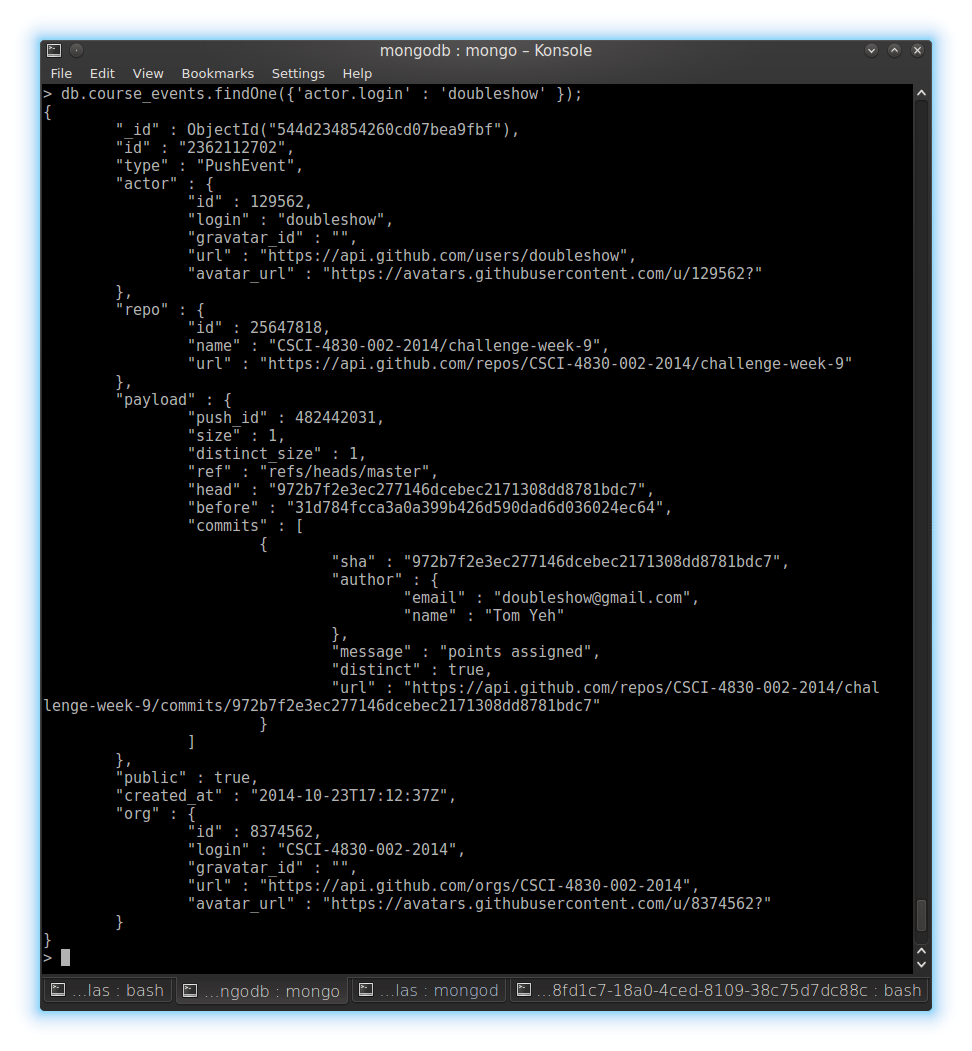 mongodb : mongo – Konsole
File Edit View Bookmarks Settings Help
> db.course_events.findOne({'actor.login' : 'doubleshow' });
{
        "_id" : ObjectId("544d234854260cd07bea9fbf"),
        "id" : "2362112702",
        "type" : "PushEvent",
        "actor" : {
                "id" : 129562,
                "login" : "doubleshow",
                "gravatar_id" : "",
                "url" : "https://api.github.com/users/doubleshow",
                "avatar_url" : "https://avatars.githubusercontent.com/u/129562?"
        },
        "repo" : {
                "id" : 25647818,
                "name" : "CSCI-4830-002-2014/challenge-week-9",
                "url" : "https://api.github.com/repos/CSCI-4830-002-2014/challenge-week-9"
        },
        "payload" : {
                "push_id" : 482442031,
                "size" : 1,
                "distinct_size" : 1,
                "ref" : "refs/heads/master",
                "head" : "972b7f2e3ec277146dcebec2171308dd8781bdc7",
                "before" : "31d784fcca3a0a399b426d590dad6d036024ec64",
                "commits" : [
                        {
                                "sha" : "972b7f2e3ec277146dcebec2171308dd8781bdc7",
                                "author" : {
                                        "email" : "doubleshow@gmail.com",
                                        "name" : "Tom Yeh"
                                },
                                "message" : "points assigned",
                                "distinct" : true,
                                "url" : "https://api.github.com/repos/CSCI-4830-002-2014/chal
lenge-week-9/commits/972b7f2e3ec277146dcebec2171308dd8781bdc7"
                        }
                ]
        },
        "public" : true,
        "created_at" : "2014-10-23T17:12:37Z",
        "org" : {
                "id" : 8374562,
                "login" : "CSCI-4830-002-2014",
                "gravatar_id" : "",
                "url" : "https://api.github.com/orgs/CSCI-4830-002-2014",
                "avatar_url" : "https://avatars.githubusercontent.com/u/8374562?"
        }
}
>
...las : bash ...ngodb : mongo ...las : mongod ...8fd1c7-18a0-4ced-8109-38c75d7dc88c : bash